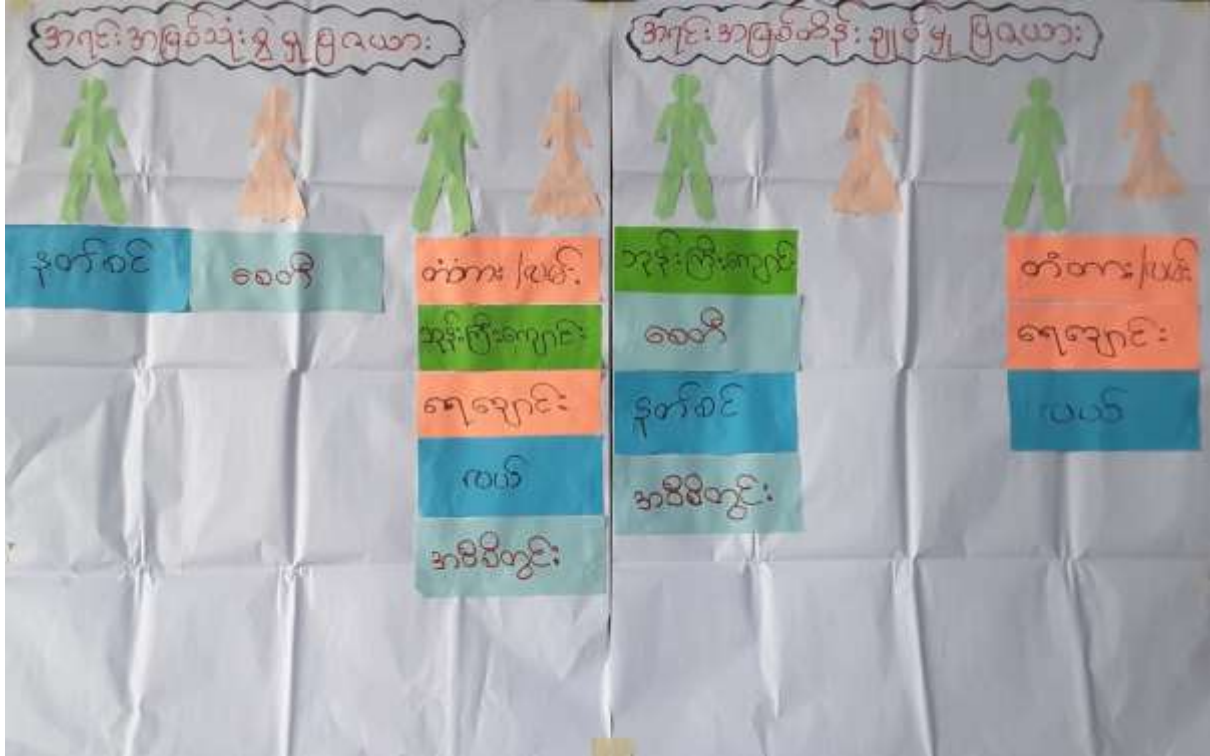 အရင်းအမြစ်သုံးစွဲမှုပြဇယား
နတ်စင်
စေတီ
တံတား/လမ်း
ဘုန်းကြီးကျောင်း
ရေချောင်း
လယ်
အဝီစိတွင်း
အရင်းအမြစ်ထိန်းချုပ်မှုပြဇယား
ဘုန်းကြီးကျောင်း
စေတီ
နတ်စင်
အဝီစိတွင်း
တံတား/လမ်း
ရေချောင်း
လယ်